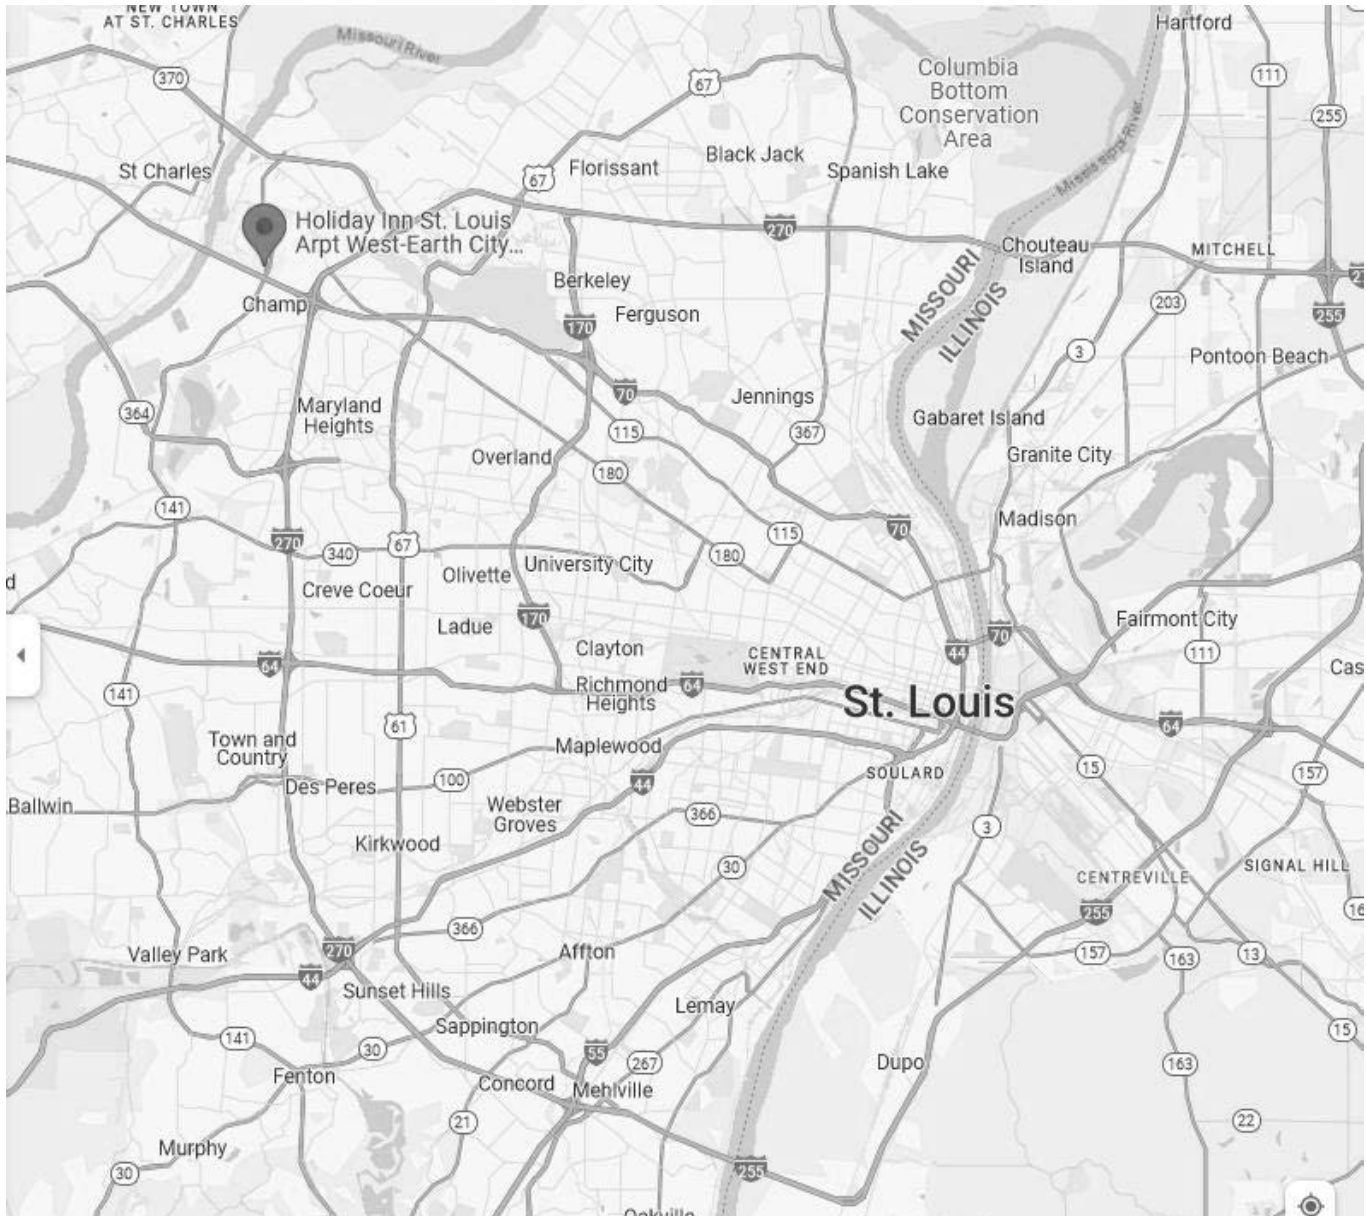 NEW TOWN
AT ST. CHARLES
Missouri River
Hartford
370
67
Columbia
Bottom
Conservation
Area
111
255
St Charles
67
Florissant
Black Jack
Spanish Lake
Mississippi River
Holiday Inn St. Louis
Arpt West-Earth City...
270
Chouteau
Island
MITCHELL
Berkeley
MISSOURI
ILLINOIS
Champ
170
Ferguson
203
255
3
Pontoon Beach
364
Maryland
Heights
70
Jennings
367
Gabaret Island
115
Overland
180
Granite City
141
270
340
67
Olivette
University City
180
115
70
Madison
d
Creve Coeur
170
Ladue
Clayton
CENTRAL
WEST END
44
70
Fairmont City
111
64
Richmond
Heights
64
St. Louis
Cas
141
61
Town and
Country
Maplewood
64
100
44
SOULARD
15
157
Des Peres
Ballwin
Webster
Groves
366
3
Kirkwood
30
MISSOURI
ILLINOIS
CENTREVILLE
SIGNAL HILL
255
366
270
Valley Park
44
Affton
157
163
13
Sunset Hills
Lemay
Sappington
141
30
55
267
15
Fenton
Concord
Mehlville
Dupo
163
21
22
Murphy
30
255
Oakville